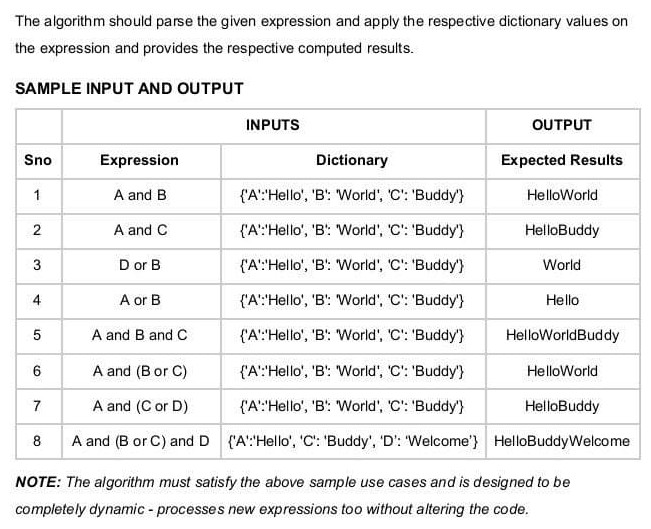 The algorithm should parse the given expression and apply the respective dictionary values on
the expression and provides the respective computed results.
SAMPLE INPUT AND OUTPUT
INPUTS OUTPUT
Sno Expression Dictionary Expected Results
1 A and B {'A':'Hello', 'B': 'World', 'C': 'Buddy'} HelloWorld
2 A and C {'A':'Hello', 'B': 'World', 'C': 'Buddy'} HelloBuddy
3 D or B {'A':'Hello', 'B': 'World', 'C': 'Buddy'} World
4 A or B {'A':'Hello', 'B': 'World', 'C': 'Buddy'} Hello
5 A and B and C {'A':'Hello', 'B': 'World', 'C': 'Buddy'} HelloWorldBuddy
6 A and (B or C) {'A':'Hello', 'B': 'World', 'C': 'Buddy'} HelloWorld
7 A and (C or D) {'A':'Hello', 'B': 'World', 'C': 'Buddy'} HelloBuddy
8 A and (B or C) and D {'A':'Hello', 'C': 'Buddy', 'D': 'Welcome'} HelloBuddyWelcome
NOTE: The algorithm must satisfy the above sample use cases and is designed to be
completely dynamic - processes new expressions too without altering the code.